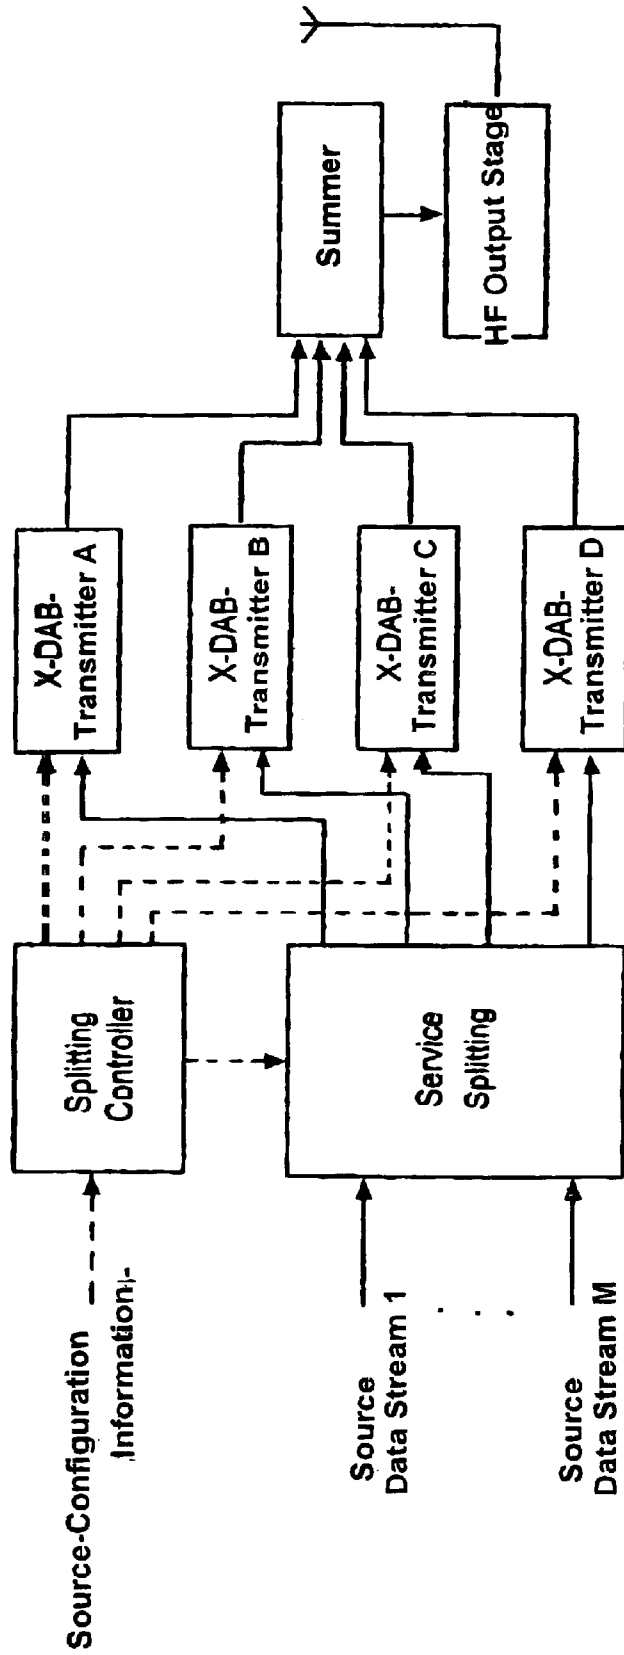 Source-Configuration
Information
Splitting
Controller
Source
Data Stream 1
. . .
Source
Data Stream M
Service
Splitting
X-DAB-
Transmitter A
X-DAB-
Transmitter B
X-DAB-
Transmitter C
X-DAB-
Transmitter D
Summer
HF Output Stage